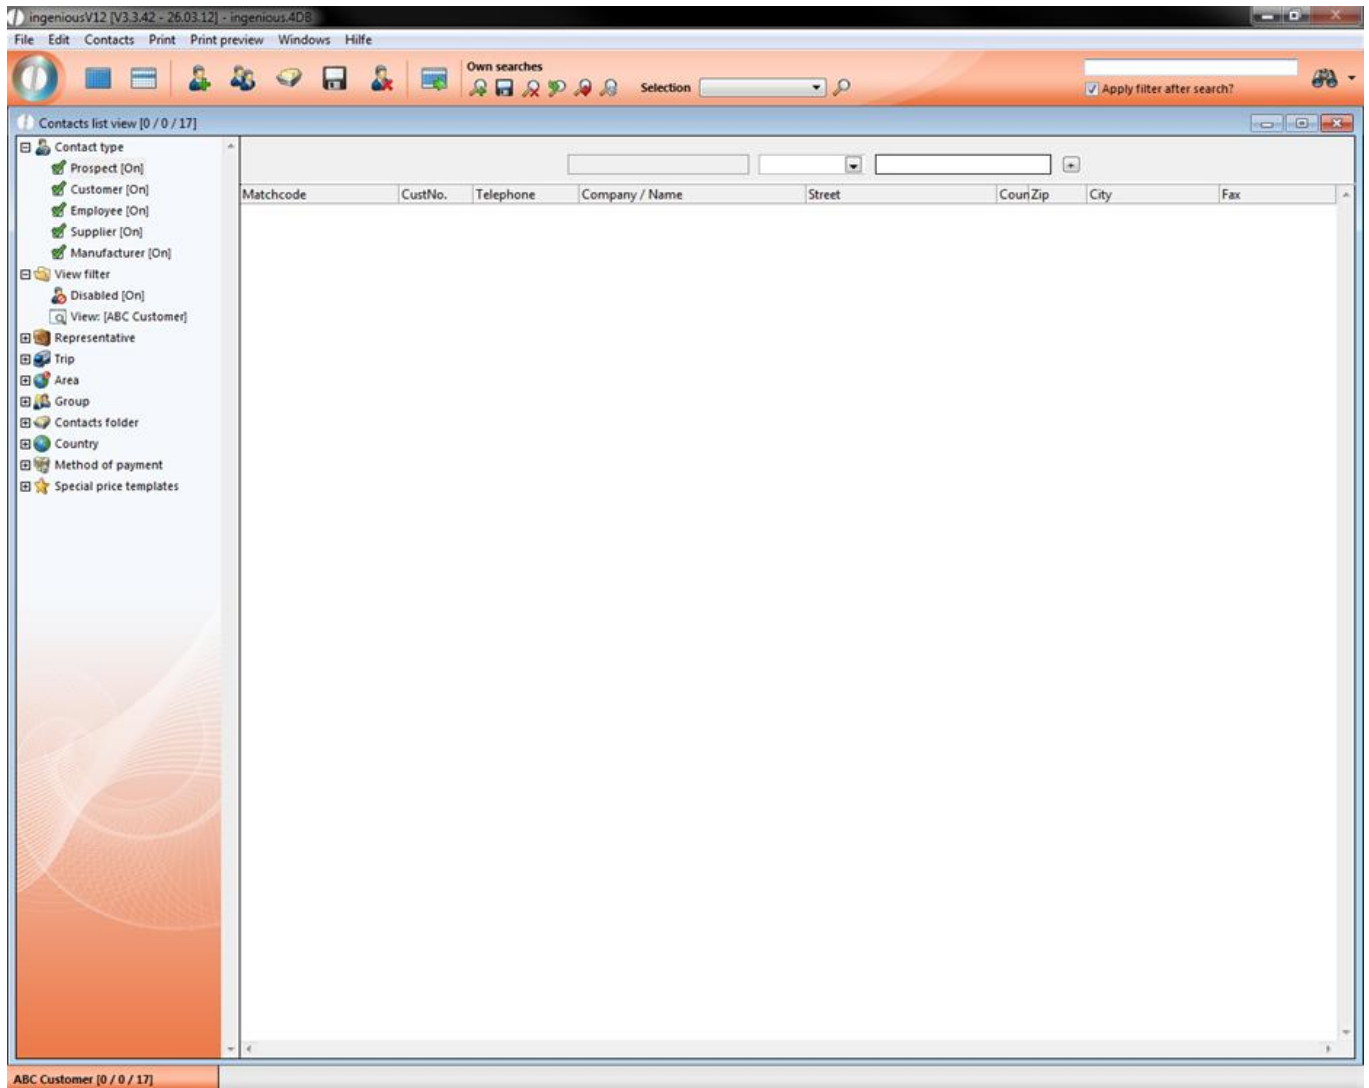 ingeniousV12 [V3.3.42 - 26.03.12] - ingenious.4DB
File Edit Contacts Print Print preview Windows Hilfe
Own searches
Selection
Apply filter after search?
Contacts list view [0 / 0 / 17]
Contact type
Prospect [On]
Customer [On]
Employee [On]
Supplier [On]
Manufacturer [On]
View filter
Disabled [On]
View: [ABC Customer]
Representative
Trip
Area
Group
Contacts folder
Country
Method of payment
Special price templates
Matchcode CustNo. Telephone Company / Name Street Coun Zip City Fax
ABC Customer [0 / 0 / 17]